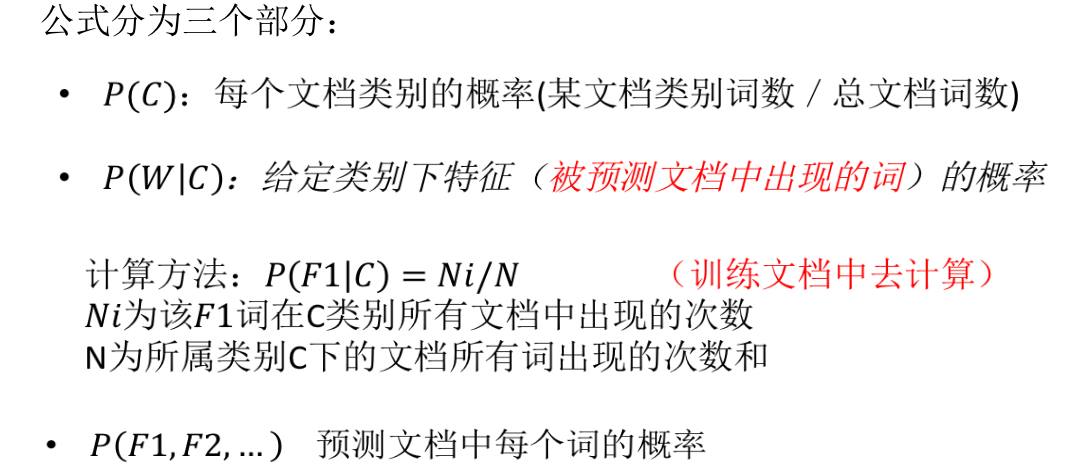 公式分为三个部分：
• P(C)：每个文档类别的概率(某文档类别词数／总文档词数)
• P(W|C)：给定类别下特征（被预测文档中出现的词）的概率
计算方法：P(F1|C) = Ni/N （训练文档中去计算）
Ni为该F1词在C类别所有文档中出现的次数
N为所属类别C下的文档所有词出现的次数和
• P(F1,F2,…) 预测文档中每个词的概率